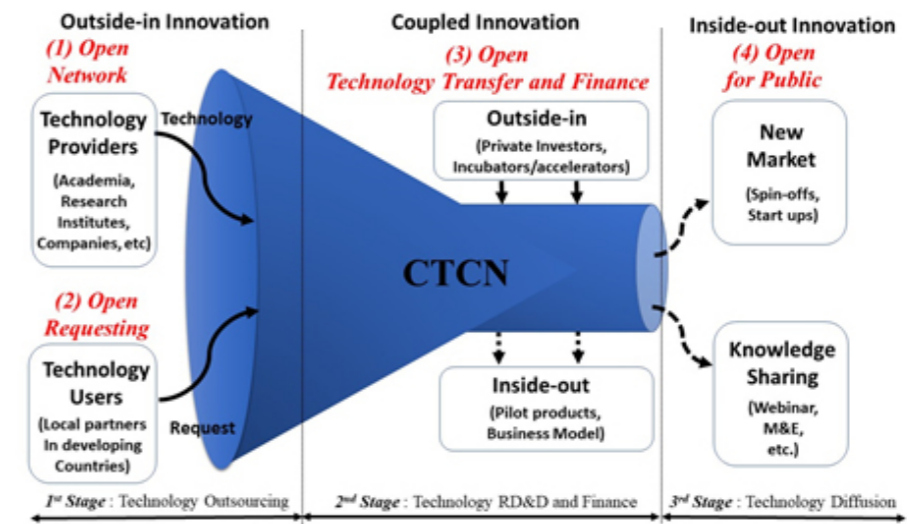 Outside-in Innovation
Coupled Innovation
Inside-out Innovation
(1) Open
Network
(3) Open
Technology Transfer and Finance
(4) Open
for Public
Technology
Providers
(Academia,
Research
Institutes,
Companies, etc)
Technology
Outside-in
(Private Investors,
Incubators/accelerators)
New
Market
(Spin-offs,
Start ups)
CTCN
(2) Open
Requesting
Technology
Users
(Local partners
In developing
Countries)
Request
Inside-out
(Pilot products,
Business Model)
Knowledge
Sharing
(Webinar,
M&E,
etc.)
1st Stage : Technology Outsourcing
2nd Stage : Technology RD&D and Finance
3rd Stage : Technology Diffusion